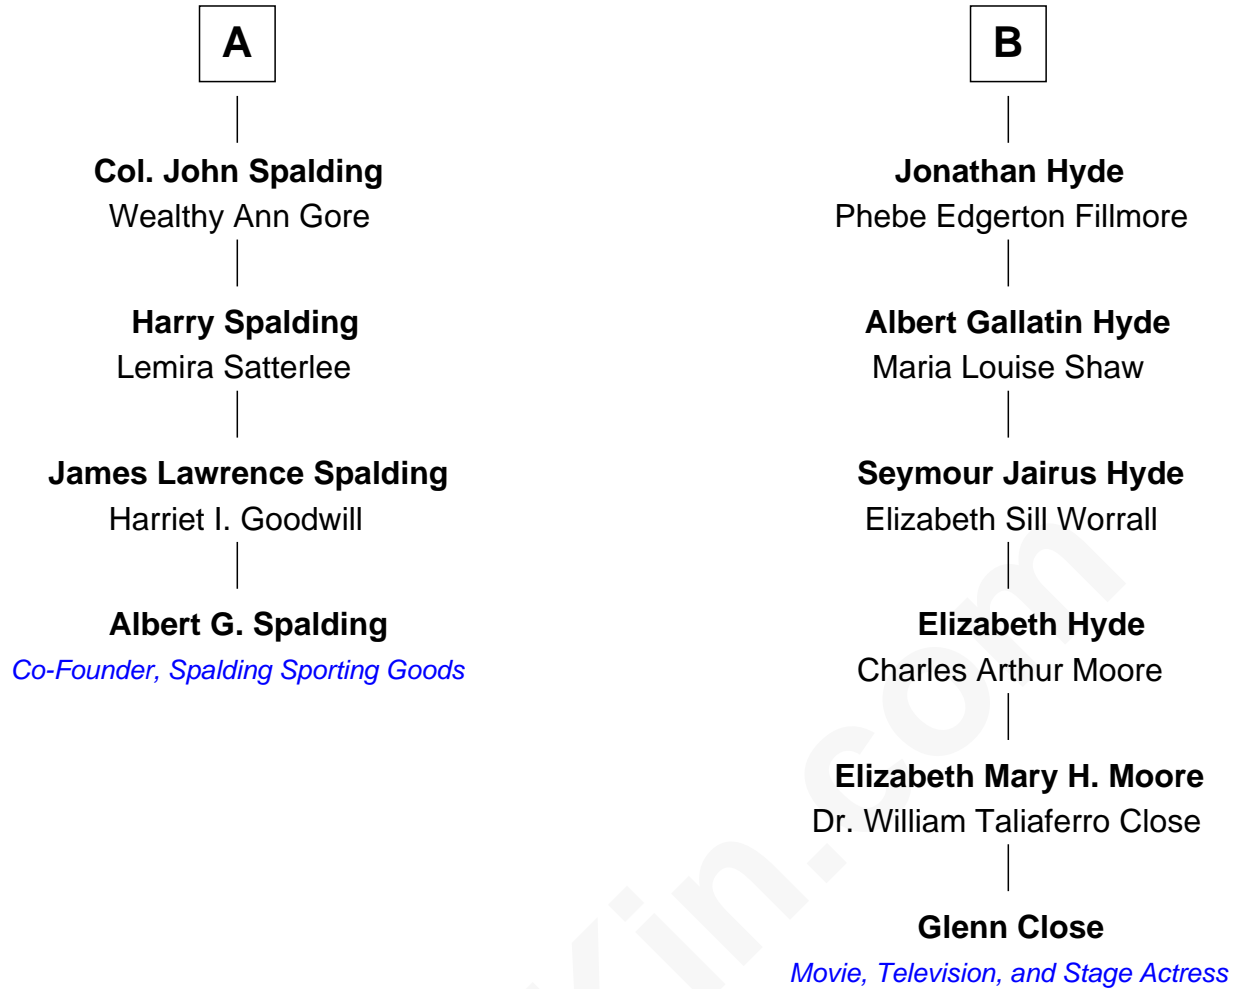 A
B
Col. John Spalding
Wealthy Ann Gore
Jonathan Hyde
Phebe Edgerton Fillmore
Harry Spalding
Lemira Satterlee
Albert Gallatin Hyde
Maria Louise Shaw
James Lawrence Spalding
Harriet I. Goodwill
Seymour Jairus Hyde
Elizabeth Sill Worrall
Albert G. Spalding
Co-Founder, Spalding Sporting Goods
Elizabeth Hyde
Charles Arthur Moore
Elizabeth Mary H. Moore
Dr. William Taliaferro Close
Glenn Close
Movie, Television, and Stage Actress
Kin.com